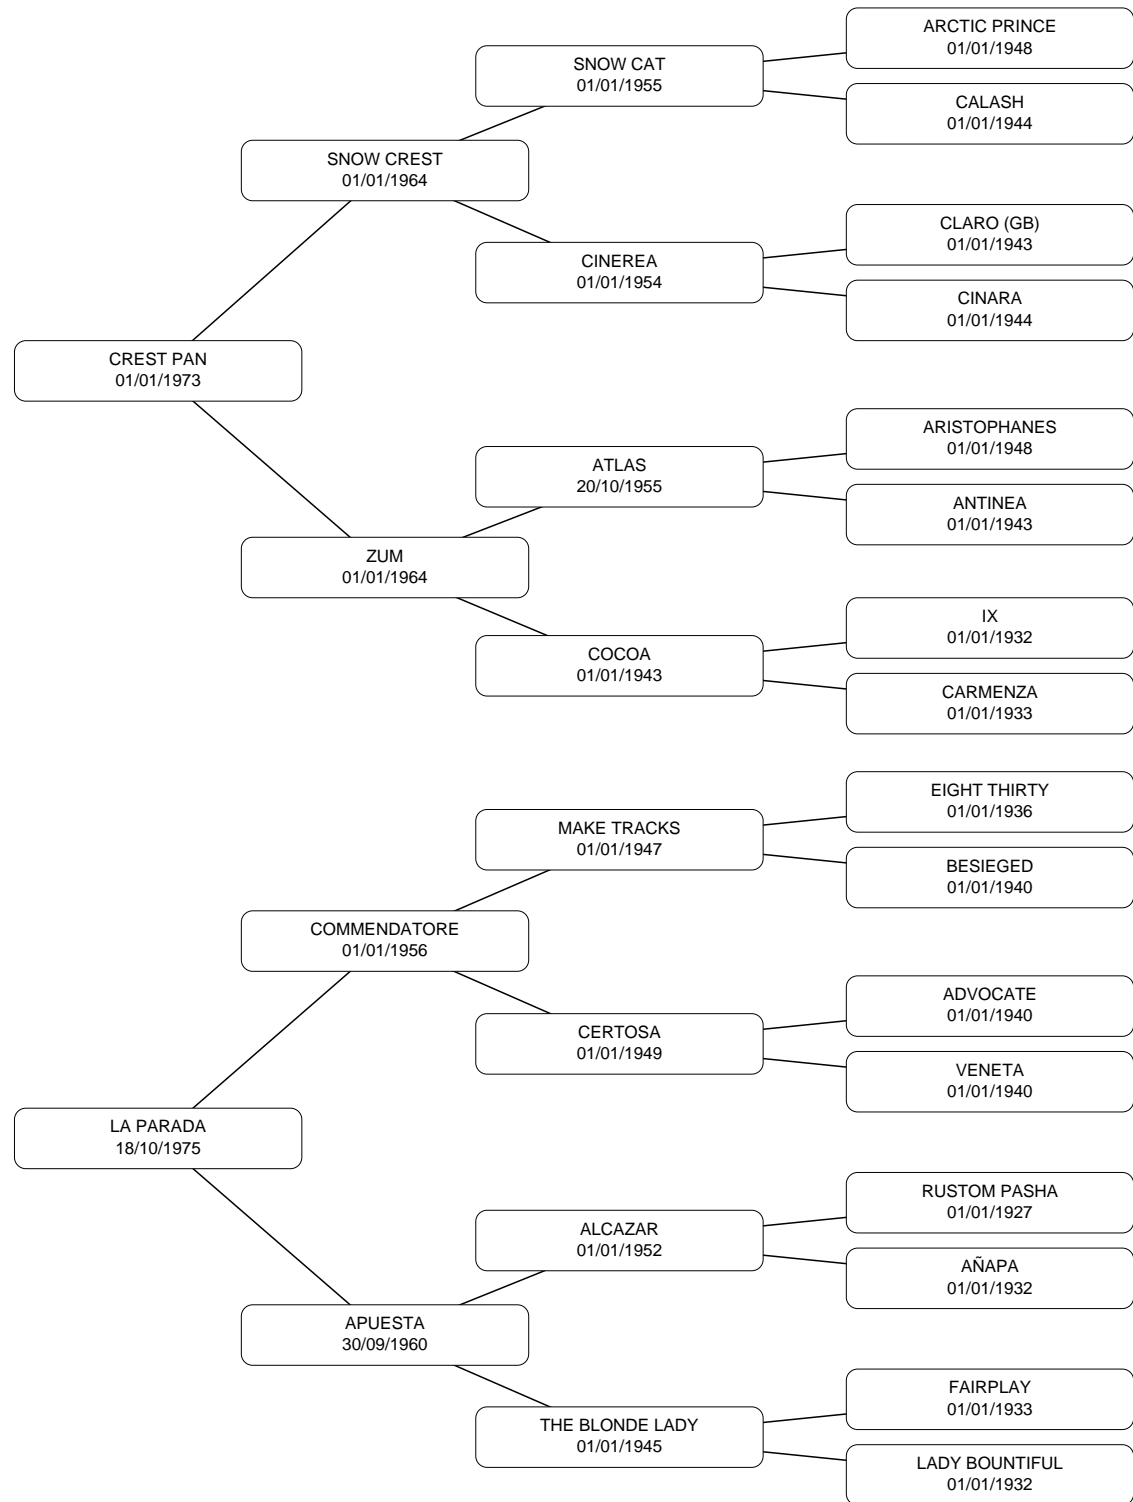 ARCTIC PRINCE
01/01/1948
SNOW CAT
01/01/1955
CALASH
01/01/1944
SNOW CREST
01/01/1964
CLARO (GB)
01/01/1943
CINEREA
01/01/1954
CINARA
01/01/1944
CREST PAN
01/01/1973
ARISTOPHANES
01/01/1948
ATLAS
20/10/1955
ANTINEA
01/01/1943
ZUM
01/01/1964
IX
01/01/1932
COCOA
01/01/1943
CARMENZA
01/01/1933
EIGHT THIRTY
01/01/1936
MAKE TRACKS
01/01/1947
BESIEGED
01/01/1940
COMMENDATORE
01/01/1956
ADVOCATE
01/01/1940
CERTOSA
01/01/1949
VENETA
01/01/1940
LA PARADA
18/10/1975
RUSTOM PASHA
01/01/1927
ALCAZAR
01/01/1952
AÑAPA
01/01/1932
APUESTA
30/09/1960
FAIRPLAY
01/01/1933
THE BLONDE LADY
01/01/1945
LADY BOUNTIFUL
01/01/1932